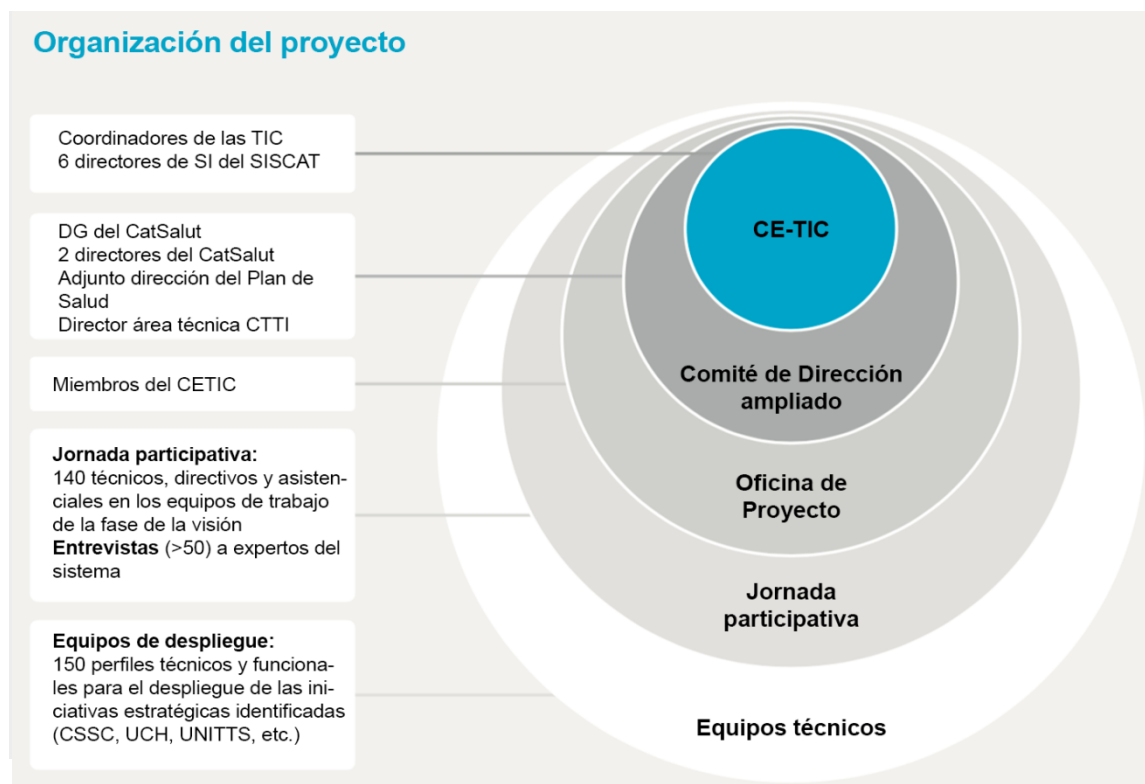 Organización del proyecto
Coordinadores de las TIC
6 directores de SI del SISCAT
DG del CatSalut
2 directores del CatSalut
Adjunto dirección del Plan de
Salud
Director área técnica CTTI
Miembros del CETIC
Jornada participativa:
140 técnicos, directivos y asisten-
ciales en los equipos de trabajo
de la fase de la visión
Entrevistas (>50) a expertos del
sistema
Equipos de despliegue:
150 perfiles técnicos y funciona-
les para el despliegue de las ini-
ciativas estratégicas identificadas
(CSSC, UCH, UNITTS, etc.)
CE-TIC
Comité de Dirección
ampliado
Oficina de
Proyecto
Jornada
participativa
Equipos técnicos